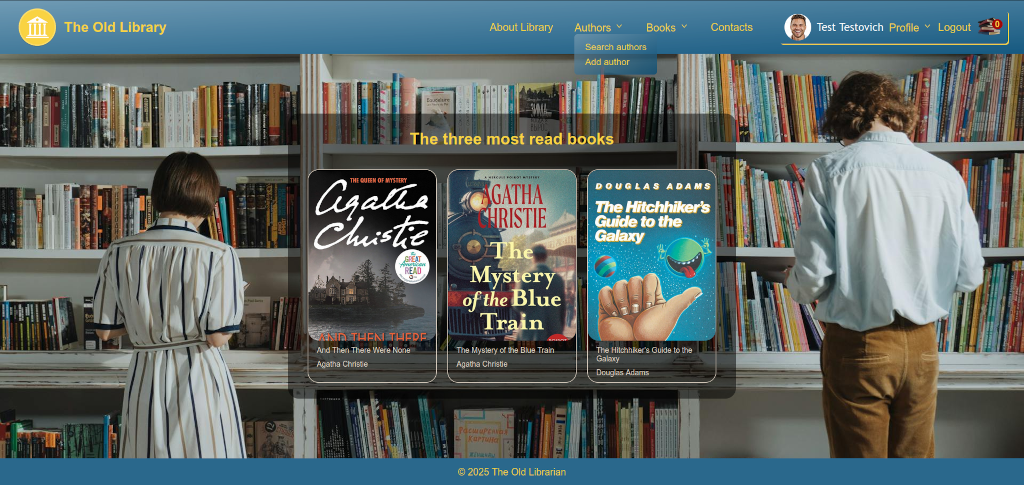 The Old Library
About Library
Authors
Books
Contacts
Test Testovich
Profile
Logout
0
Search authors
Add author
The three most read books
THE QUEEN OF MYSTERY
Agatha
Christie
The
GREAT
American
READ
AND THEN THERE
And Then There Were None
Agatha Christie
A HERCULE POIROT MYSTERY
AGATHA
CHRISTIE
The
Mystery
of the Blue
Train
The Mystery of the Blue Train
Agatha Christie
DOUGLAS ADAMS
The Hitchhiker's
Guide to the
Galaxy
The Hitchhiker's Guide to the
Galaxy
Douglas Adams
© 2025 The Old Librarian